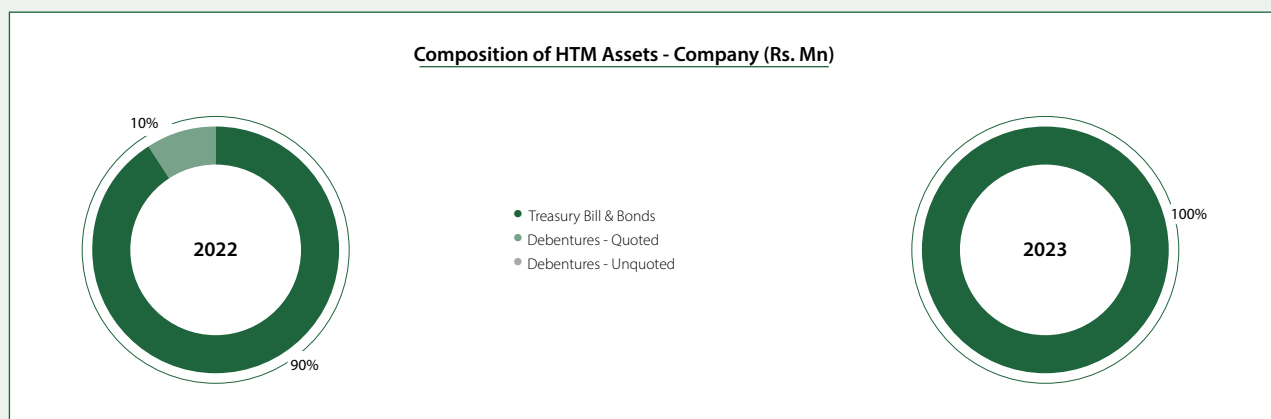 Composition of HTM Assets - Company (Rs. Mn)
10%
2022
90%
Treasury Bill & Bonds
Debentures - Quoted
Debentures - Unquoted
100%
2023